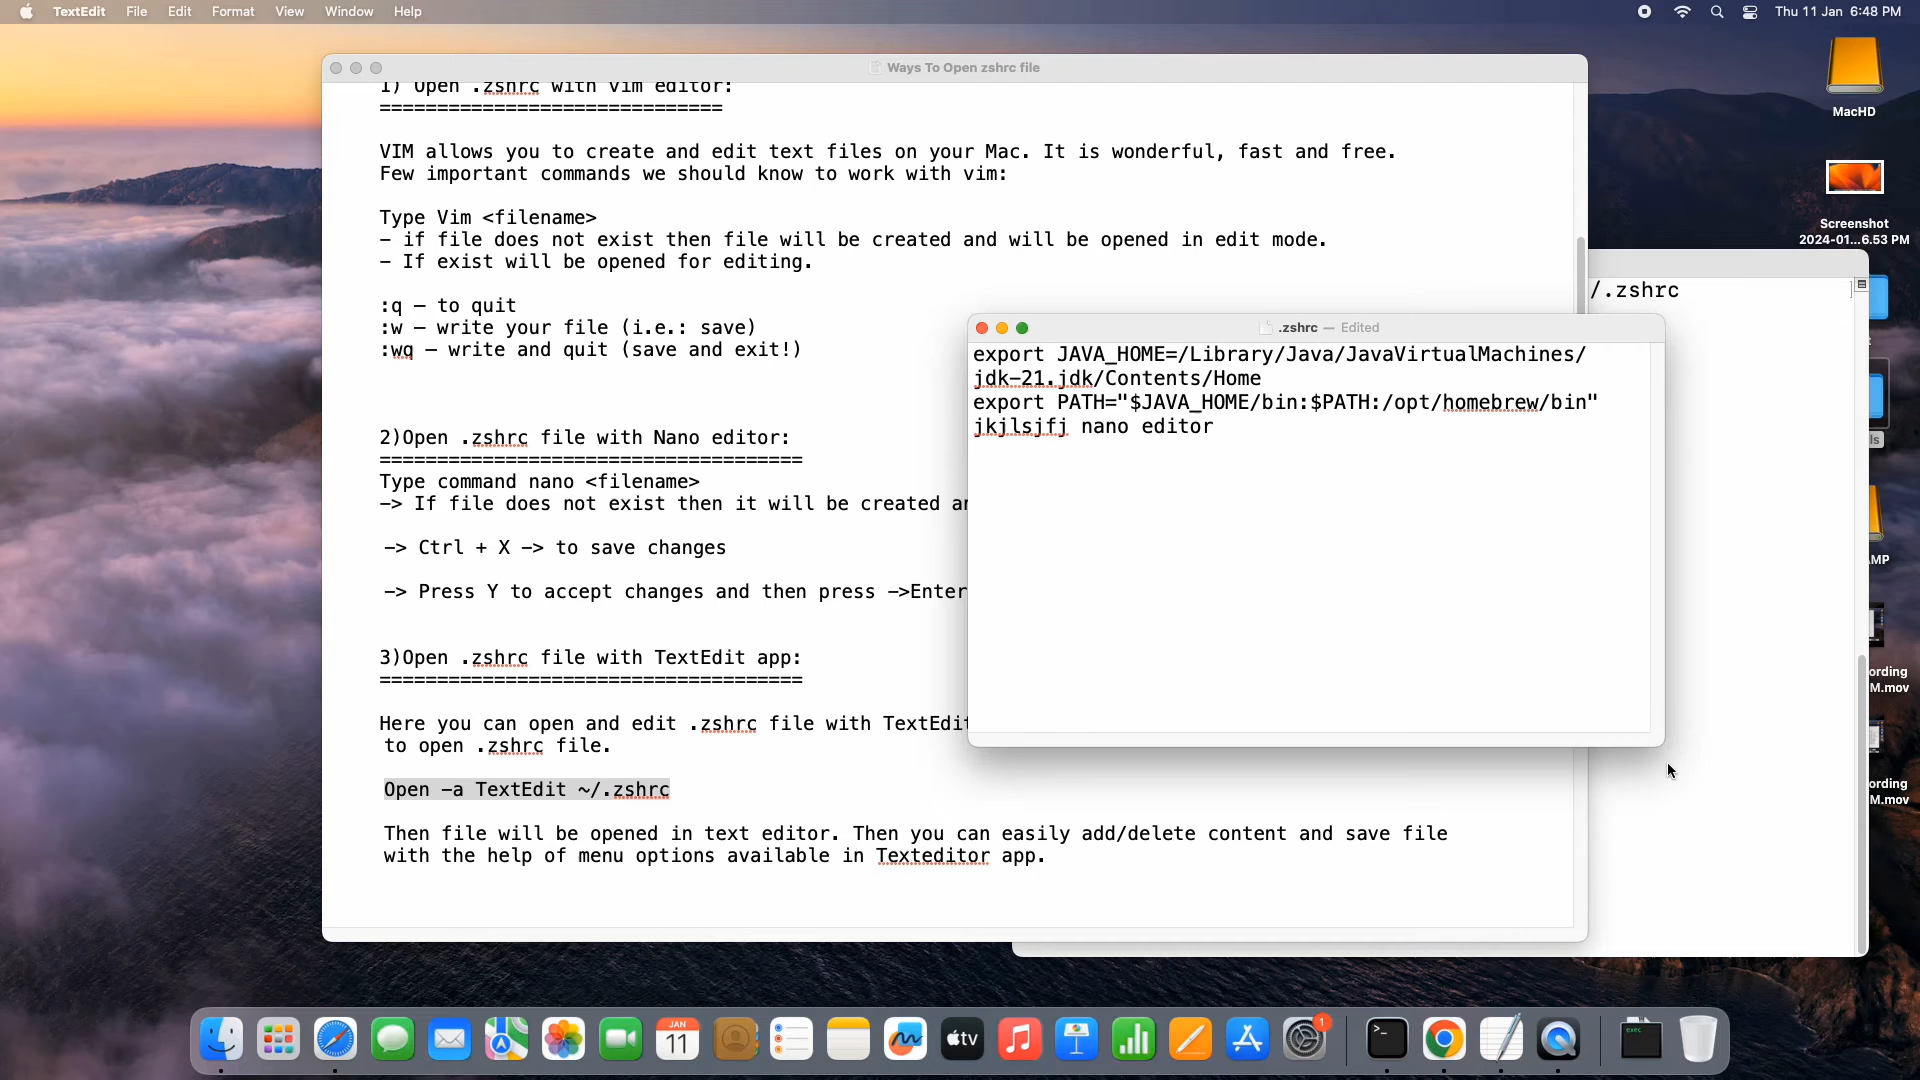 TextEdit File Edit Format View Window Help
Thu 11 Jan 6:48 PM
Ways To Open zshrc file
1) Open .zshrc with vim editor:
==============================
VIM allows you to create and edit text files on your Mac. It is wonderful, fast and free.
Few important commands we should know to work with vim:
Type Vim <filename>
- if file does not exist then file will be created and will be opened in edit mode.
- If exist will be opened for editing.
:q – to quit
:w – write your file (i.e.: save)
:wq – write and quit (save and exit!)
2)Open .zshrc file with Nano editor:
=====================================
Type command nano <filename>
-> If file does not exist then it will be created
-> Ctrl + X -> to save changes
-> Press Y to accept changes and then press ->Enter
3)Open .zshrc file with TextEdit app:
=====================================
Here you can open and edit .zshrc file with TextEdit
to open .zshrc file.
Open -a TextEdit ~/.zshrc
Then file will be opened in text editor. Then you can easily add/delete content and save file
with the help of menu options available in Texteditor app.
.zshrc — Edited
export JAVA_HOME=/Library/Java/JavaVirtualMachines/
jdk-21.jdk/Contents/Home
export PATH="$JAVA_HOME/bin:$PATH:/opt/homebrew/bin"
jkjlsjfj nano editor
/.zshrc
MacHD
Screenshot
2024-01...6.53 PM
ls
AMP
ording
M.mov
ording
M.mov
JAN
11
tv
1
exec